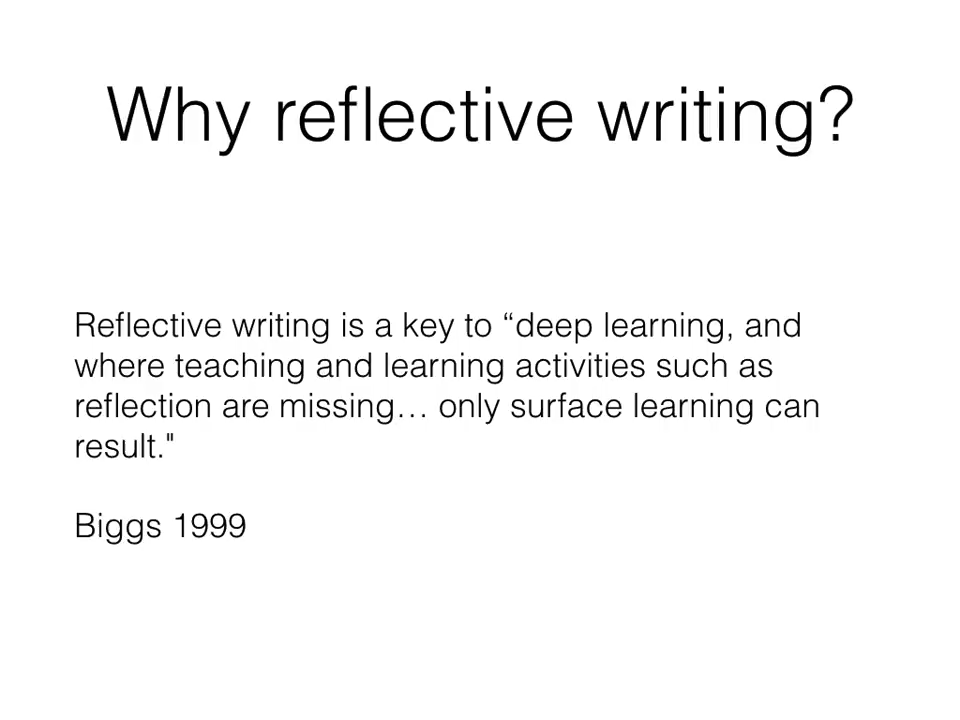 Why reflective writing?
Reflective writing is a key to “deep learning, and
where teaching and learning activities such as
reflection are missing… only surface learning can
result."
Biggs 1999